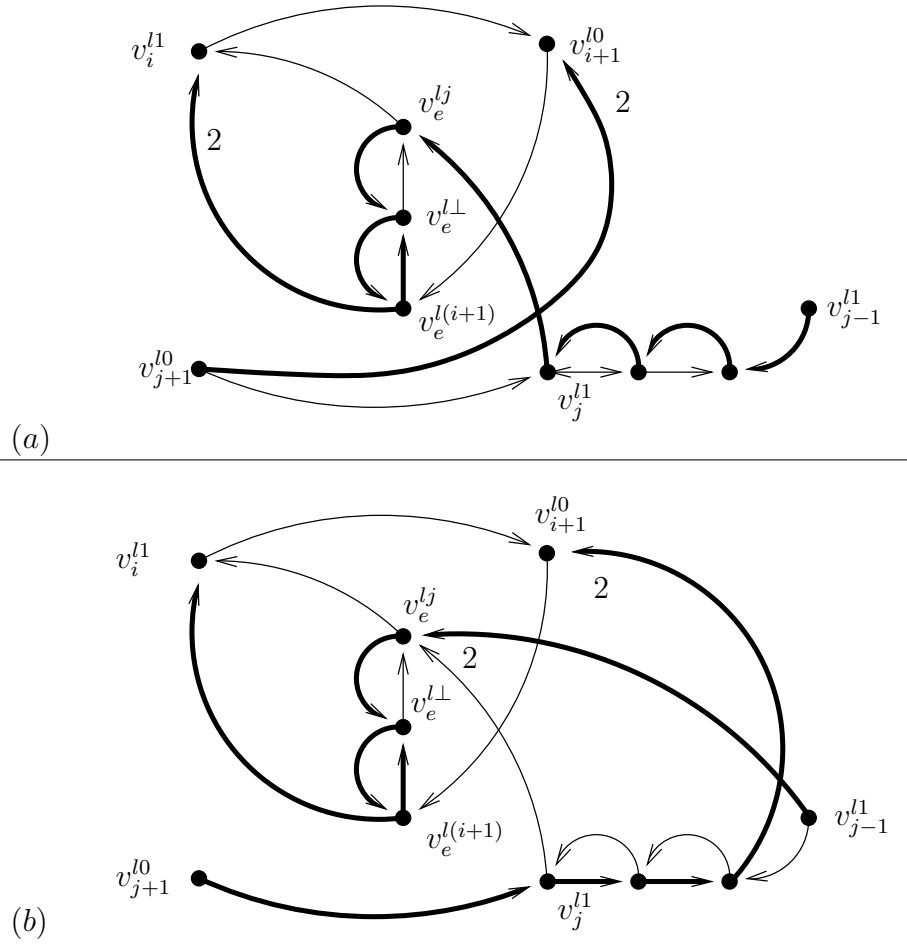 $v_i^{l1}$ $v_{i+1}^{l0}$
2
$v_e^{lj}$
2
$v_e^{l\perp}$
$v_e^{l(i+1)}$ $v_{j-1}^{l1}$
$v_{j+1}^{l0}$
$v_j^{l1}$
(a)
$v_{i+1}^{l0}$
$v_i^{l1}$
2
$v_e^{lj}$
2
$v_e^{l\perp}$
$v_e^{l(i+1)}$ $v_{j-1}^{l1}$
$v_{j+1}^{l0}$
$v_j^{l1}$
(b)